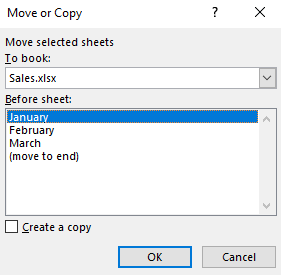 Move or Copy
?
Move selected sheets
To book:
Sales.xlsx
Before sheet:
January
February
March
(move to end)
Create a copy
OK Cancel